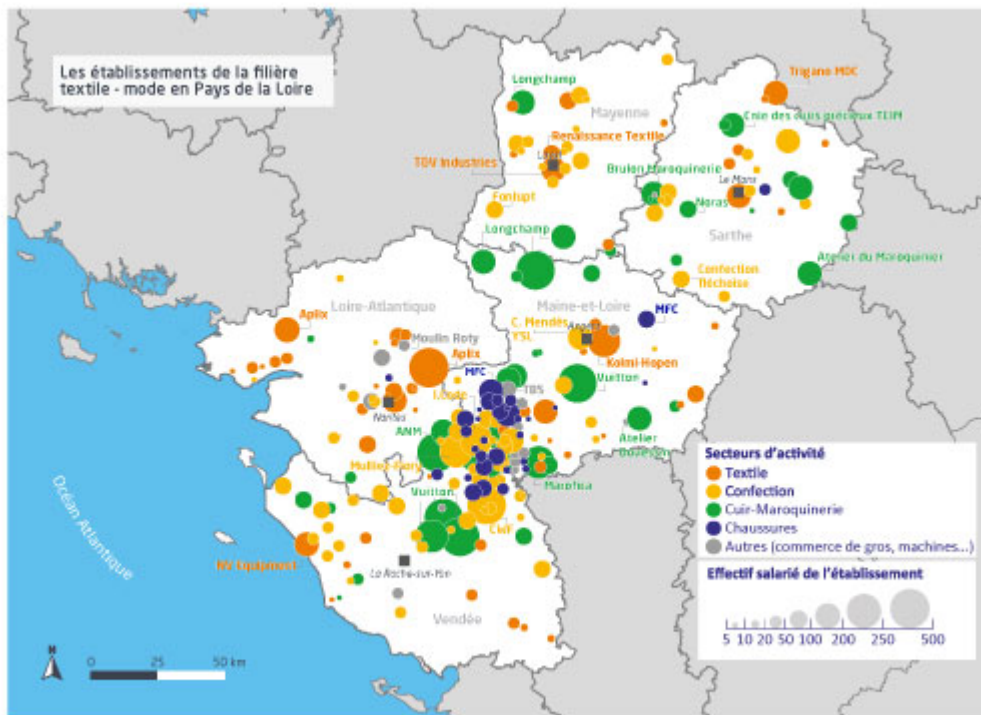 Les établissements de la filière
textile - mode en Pays de la Loire
Longchamp
Mayenne
Trigano MDC
Cnie des cuirs précieux TEIM
Renaissance Textile
Laval
TDV Industries
Brulon Maroquinerie
Le Mans
Fonlupt
Noras
Longchamp
Sarthe
Atelier du Maroquinier
Confection
fléchoise
Loire-Atlantique
Maine-et-Loire
MFC
Aplix
C. Mendès
YSL
Angers
Moulin Roty
Aplix
Kolmi-Hopen
MFC
TBS
Vuitton
I.Code
Nantes
ANM
Atelier
Mulliez-Flory
Marofica
Vuitton
CWF
NV Equipment
La Roche-sur-Yon
Vendée
Océan Atlantique
N
0 25 50 km
Secteurs d'activité
Textile
Confection
Cuir-Maroquinerie
Chaussures
Autres (commerce de gros, machines...)
Effectif salarié de l'établissement
5 10 20 50 100 200 250 500